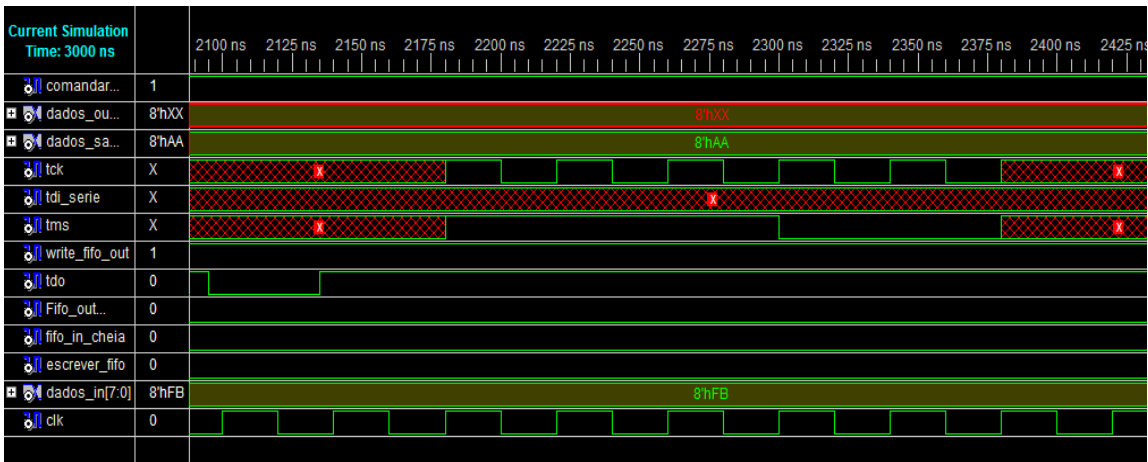 Current Simulation
Time: 3000 ns
2100 ns 2125 ns 2150 ns 2175 ns 2200 ns 2225 ns 2250 ns 2275 ns 2300 ns 2325 ns 2350 ns 2375 ns 2400 ns 2425 ns
comandar... 1
dados_ou... 8'hXX 8'hXX
dados_sa... 8'hAA 8'hAA
tck X X X
tdi_serie X X
tms X X X
write_fifo_out 1
tdo 0
Fifo_out... 0
fifo_in_cheia 0
escrever_fifo 0
dados_in[7:0] 8'hFB 8'hFB
clk 0